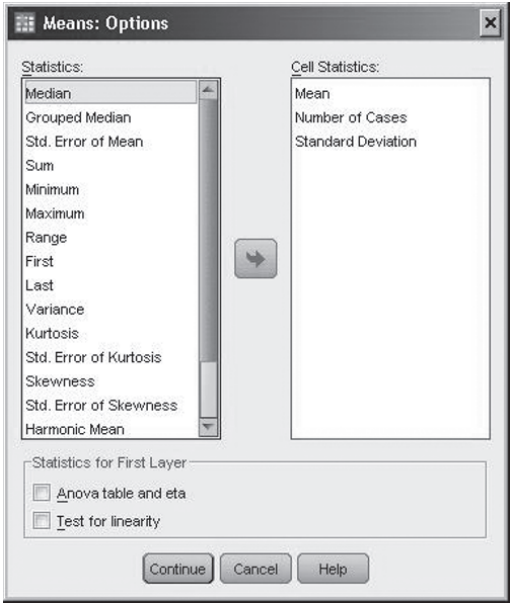 Means: Options
Statistics:
Median
Grouped Median
Std. Error of Mean
Sum
Minimum
Maximum
Range
First
Last
Variance
Kurtosis
Std. Error of Kurtosis
Skewness
Std. Error of Skewness
Harmonic Mean
Cell Statistics:
Mean
Number of Cases
Standard Deviation
Statistics for First Layer
Anova table and eta
Test for linearity
Continue
Cancel
Help